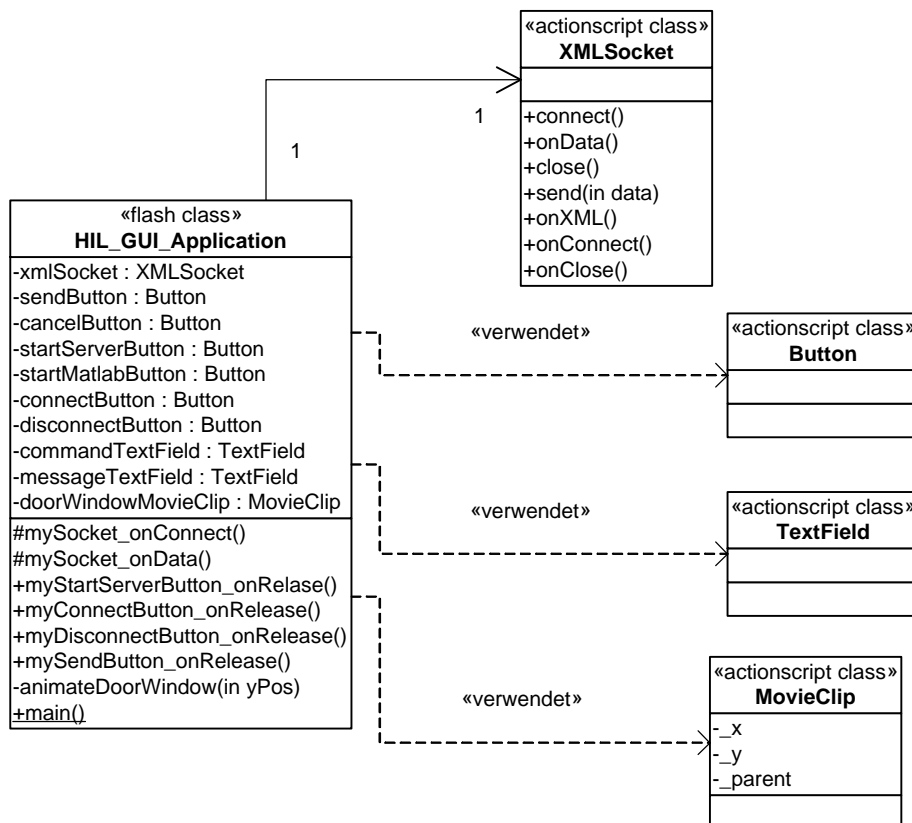 «actionscript class»
XMLSocket
+connect()
+onData()
+close()
+send(in data)
+onXML()
+onConnect()
+onClose()
1
1
«flash class»
HIL_GUI_Application
-xmlSocket : XMLSocket
-sendButton : Button
-cancelButton : Button
-startServerButton : Button
-startMatlabButton : Button
-connectButton : Button
-disconnectButton : Button
-commandTextField : TextField
-messageTextField : TextField
-doorWindowMovieClip : MovieClip
#mySocket_onConnect()
#mySocket_onData()
+myStartServerButton_onRelase()
+myConnectButton_onRelease()
+myDisconnectButton_onRelease()
+mySendButton_onRelease()
-animateDoorWindow(in yPos)
+main()
«verwendet»
«actionscript class»
Button
«verwendet»
«actionscript class»
TextField
«verwendet»
«actionscript class»
MovieClip
-_x
-_y
-_parent